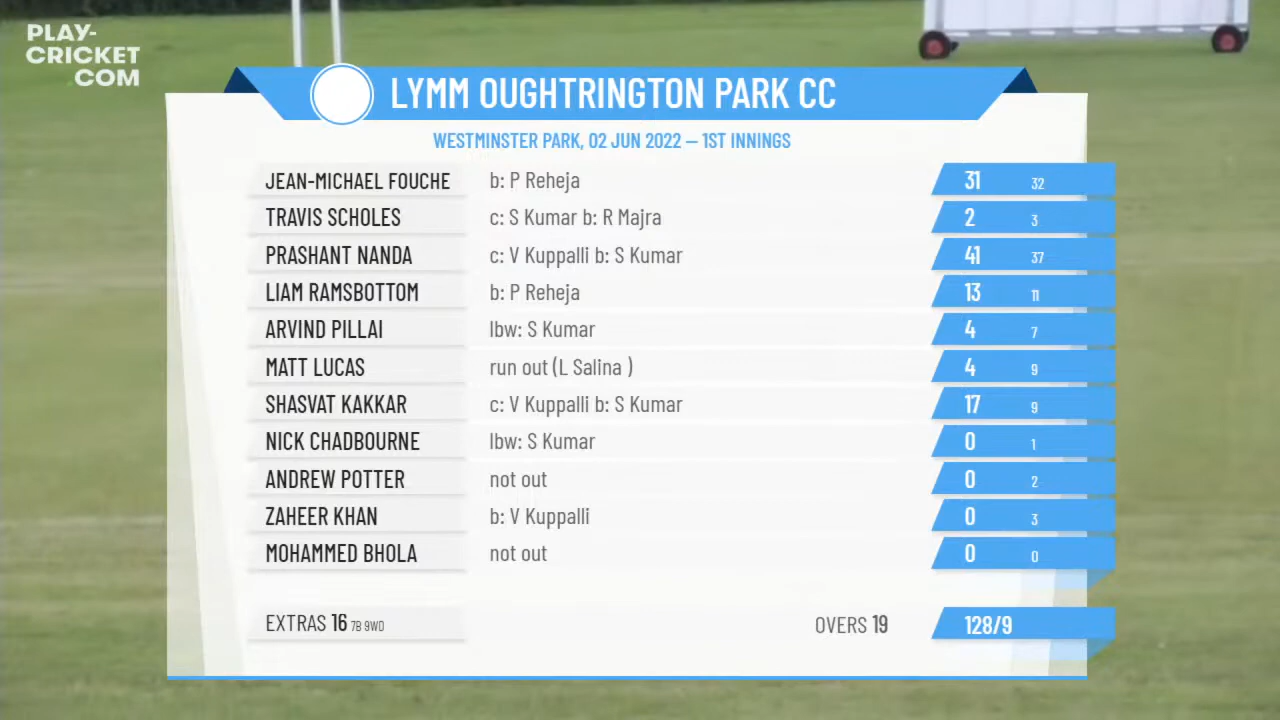 PLAY-
CRICKET
COM
LYMM OUGHTRINGTON PARK CC
WESTMINSTER PARK, 02 JUN 2022 – 1ST INNINGS
JEAN-MICHAEL FOUCHE b: P Reheja 31 32
TRAVIS SCHOLES c: S Kumar b: R Majra 2 3
PRASHANT NANDA c: V Kuppalli b: S Kumar 41 37
LIAM RAMSBOTTOM b: P Reheja 13 11
ARVIND PILLAI lbw: S Kumar 4 7
MATT LUCAS run out (L Salina ) 4 9
SHASVAT KAKKAR c: V Kuppalli b: S Kumar 17 9
NICK CHADBOURNE lbw: S Kumar 0 1
ANDREW POTTER not out 0 2
ZAHEER KHAN b: V Kuppalli 0 3
MOHAMMED BHOLA not out 0 0
EXTRAS 16 7B 9WD OVERS 19 128/9